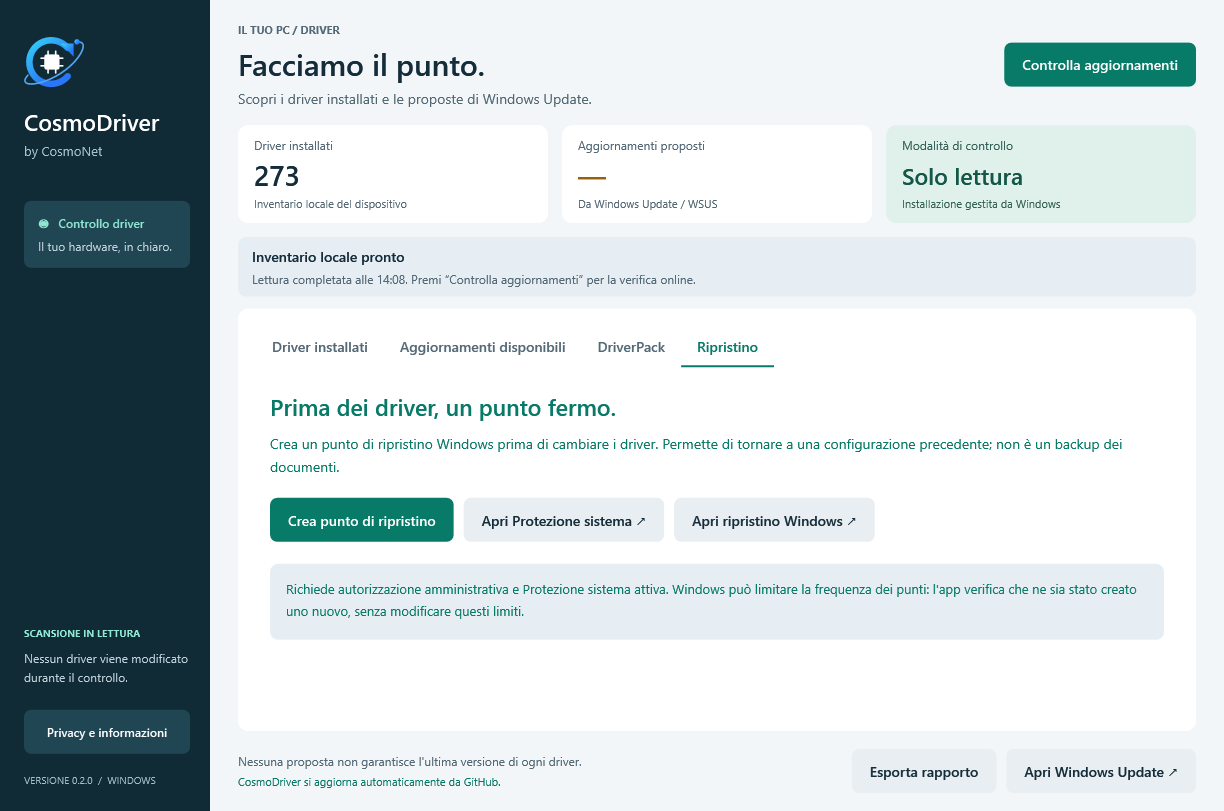 CosmoDriver
by CosmoNet
Controllo driver
Il tuo hardware, in chiaro.
SCANSIONE IN LETTURA
Nessun driver viene modificato
durante il controllo.
Privacy e informazioni
VERSIONE 0.2.0 / WINDOWS
IL TUO PC / DRIVER
Facciamo il punto.
Scopri i driver installati e le proposte di Windows Update.
Controlla aggiornamenti
Driver installati
273
Inventario locale del dispositivo
Aggiornamenti proposti
—
Da Windows Update / WSUS
Modalità di controllo
Solo lettura
Installazione gestita da Windows
Inventario locale pronto
Lettura completata alle 14:08. Premi “Controlla aggiornamenti” per la verifica online.
Driver installati Aggiornamenti disponibili DriverPack Ripristino
Prima dei driver, un punto fermo.
Crea un punto di ripristino Windows prima di cambiare i driver. Permette di tornare a una configurazione precedente; non è un backup dei
documenti.
Crea punto di ripristino Apri Protezione sistema ↗ Apri ripristino Windows ↗
Richiede autorizzazione amministrativa e Protezione sistema attiva. Windows può limitare la frequenza dei punti: l'app verifica che ne sia stato creato
uno nuovo, senza modificare questi limiti.
Nessuna proposta non garantisce l'ultima versione di ogni driver.
CosmoDriver si aggiorna automaticamente da GitHub.
Esporta rapporto Apri Windows Update ↗